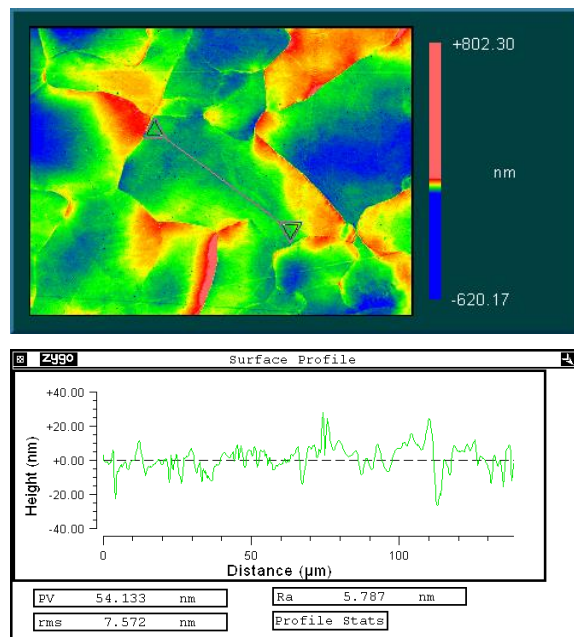 +802.30
nm
-620.17
zygo Surface Profile
+40.00
+20.00
+0.00
-20.00
-40.00
Height (nm)
0 50 100
Distance (µm)
PV 54.133 nm Ra 5.787 nm
rms 7.572 nm Profile Stats